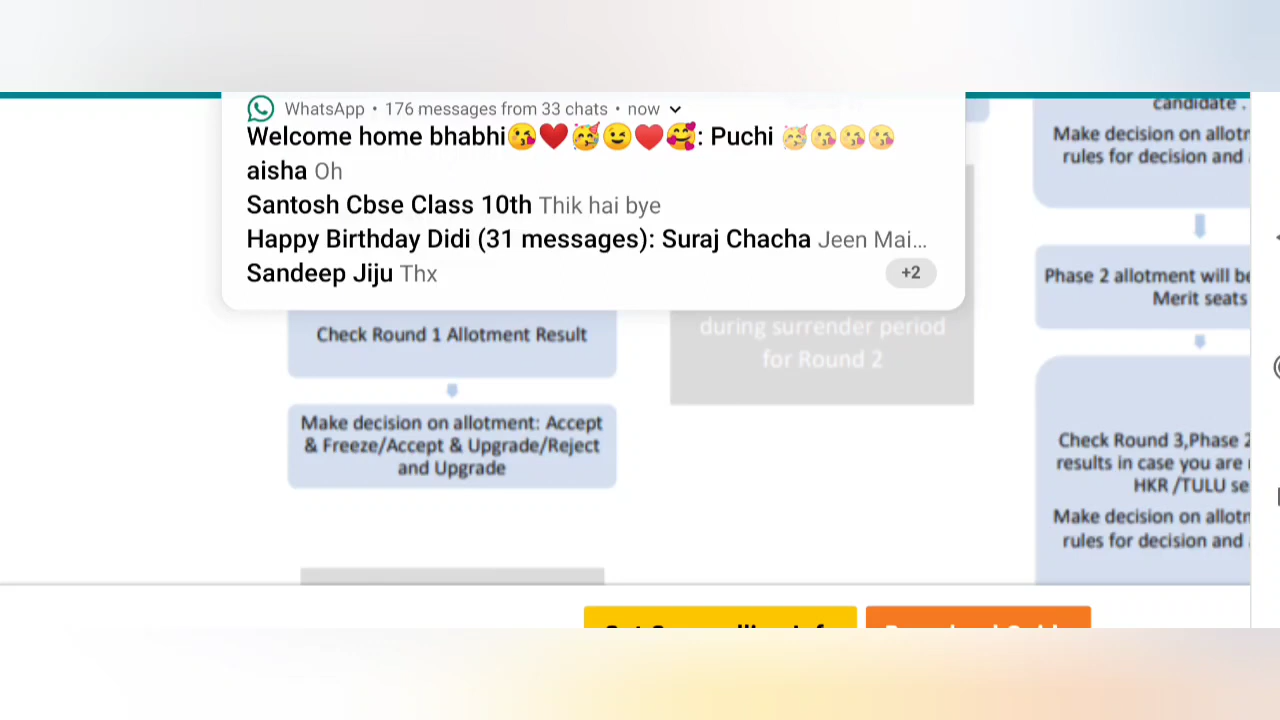 WhatsApp • 176 messages from 33 chats • now
Welcome home bhabhi😘❤️🥳😉❤️🥰: Puchi 🥳😘😘😘
aisha Oh
Santosh Cbse Class 10th Thik hai bye
Happy Birthday Didi (31 messages): Suraj Chacha Jeen Mai...
Sandeep Jiju Thx
+2
Check Round 1 Allotment Result
Make decision on allotment: Accept
& Freeze/Accept & Upgrade/Reject
and Upgrade
during surrender period
for Round 2
candidate .
Make decision on allotm
rules for decision and
Phase 2 allotment will be
Merit seats
Check Round 3,Phase 2
results in case you are
HKR /TULU se
Make decision on allotm
rules for decision and